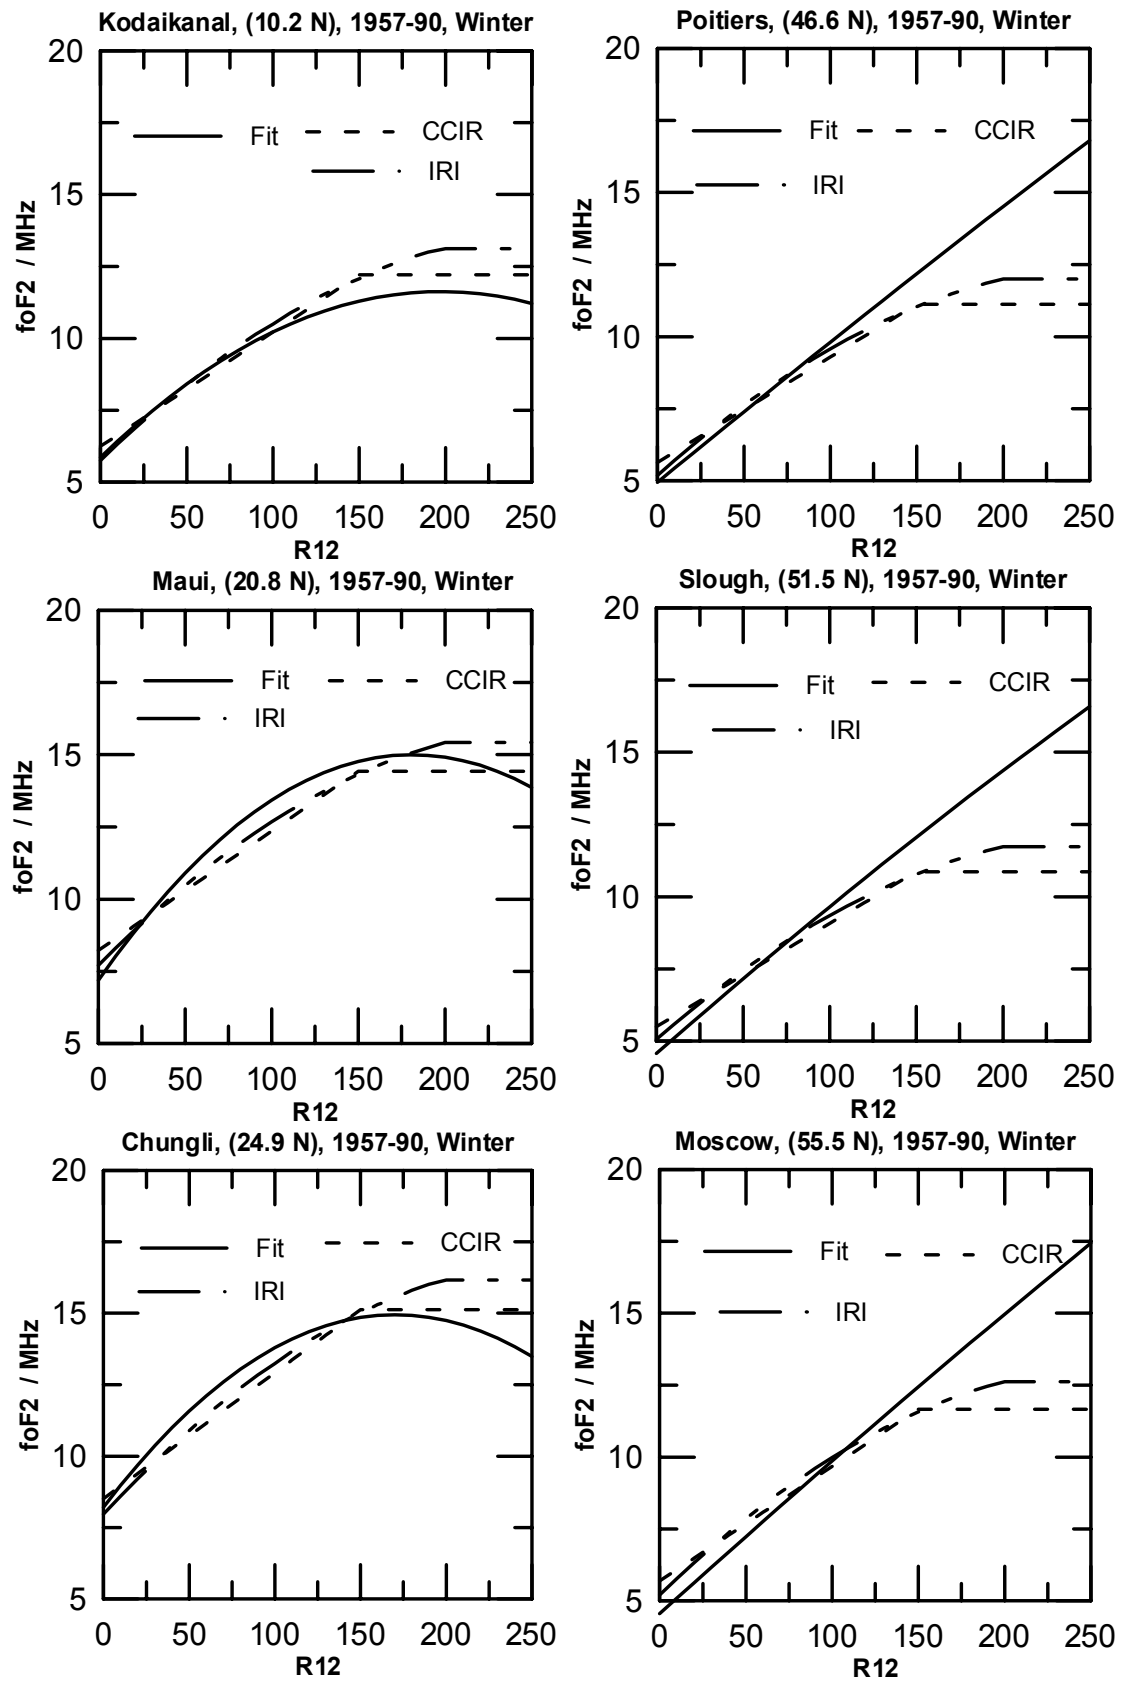 Kodaikanal, (10.2 N), 1957-90, Winter
20
15
10
5
foF2 / MHz
Fit
CCIR
IRI
0 50 100 150 200 250
R12
Poitiers, (46.6 N), 1957-90, Winter
20
15
10
5
foF2 / MHz
Fit
CCIR
IRI
0 50 100 150 200 250
R12
Maui, (20.8 N), 1957-90, Winter
20
15
10
5
foF2 / MHz
Fit
CCIR
IRI
0 50 100 150 200 250
R12
Slough, (51.5 N), 1957-90, Winter
20
15
10
5
foF2 / MHz
Fit
CCIR
IRI
0 50 100 150 200 250
R12
Chungli, (24.9 N), 1957-90, Winter
20
15
10
5
foF2 / MHz
Fit
CCIR
IRI
0 50 100 150 200 250
R12
Moscow, (55.5 N), 1957-90, Winter
20
15
10
5
foF2 / MHz
Fit
CCIR
IRI
0 50 100 150 200 250
R12